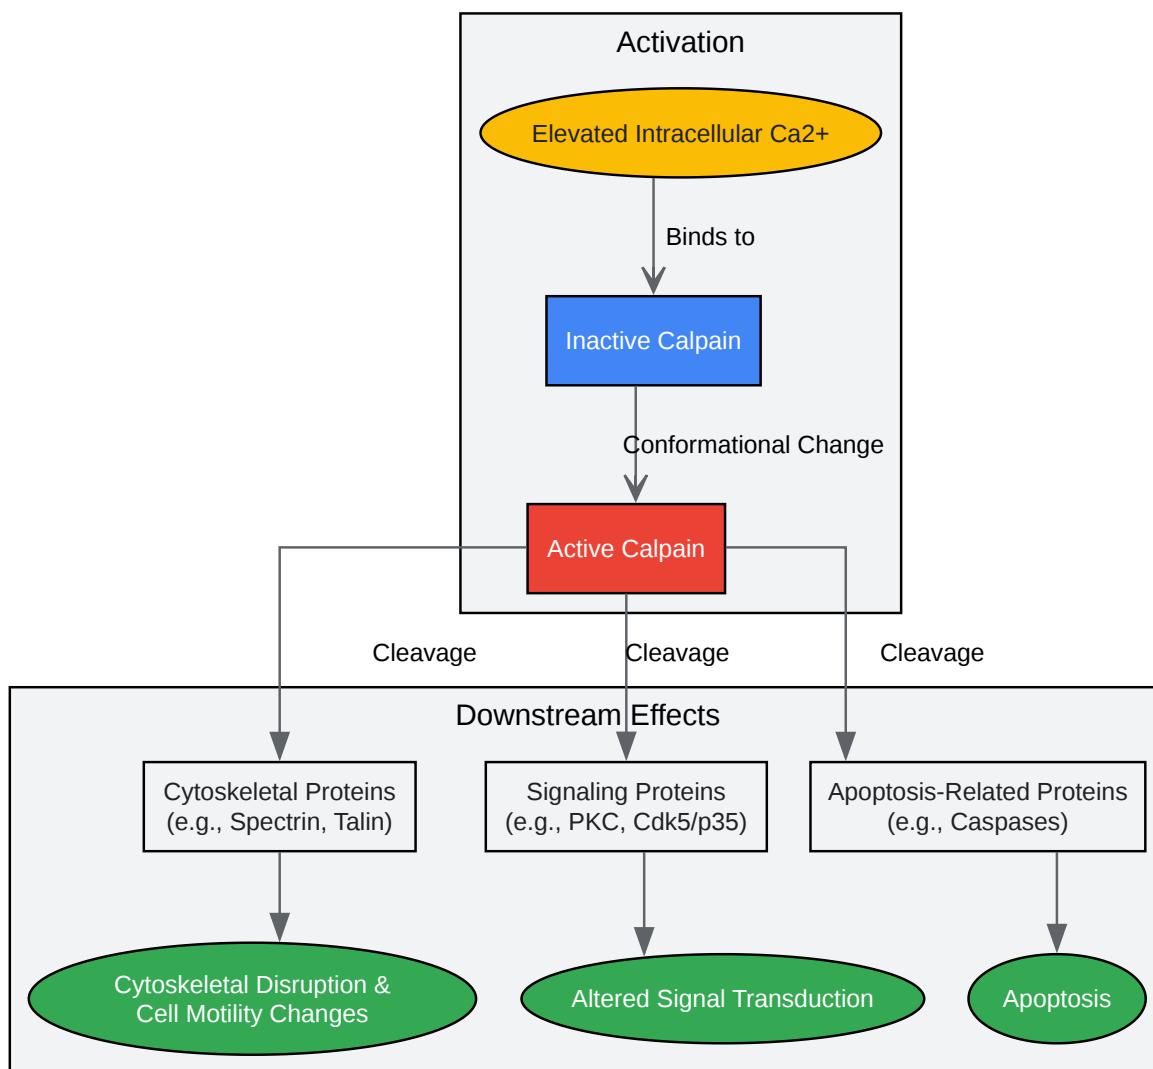 Activation
Elevated Intracellular Ca2+
Binds to
Inactive Calpain
Conformational Change
Active Calpain
Cleavage
Cleavage
Cleavage
Downstream Effects
Cytoskeletal Proteins
(e.g., Spectrin, Talin)
Signaling Proteins
(e.g., PKC, Cdk5/p35)
Apoptosis-Related Proteins
(e.g., Caspases)
Cytoskeletal Disruption &
Cell Motility Changes
Altered Signal Transduction
Apoptosis